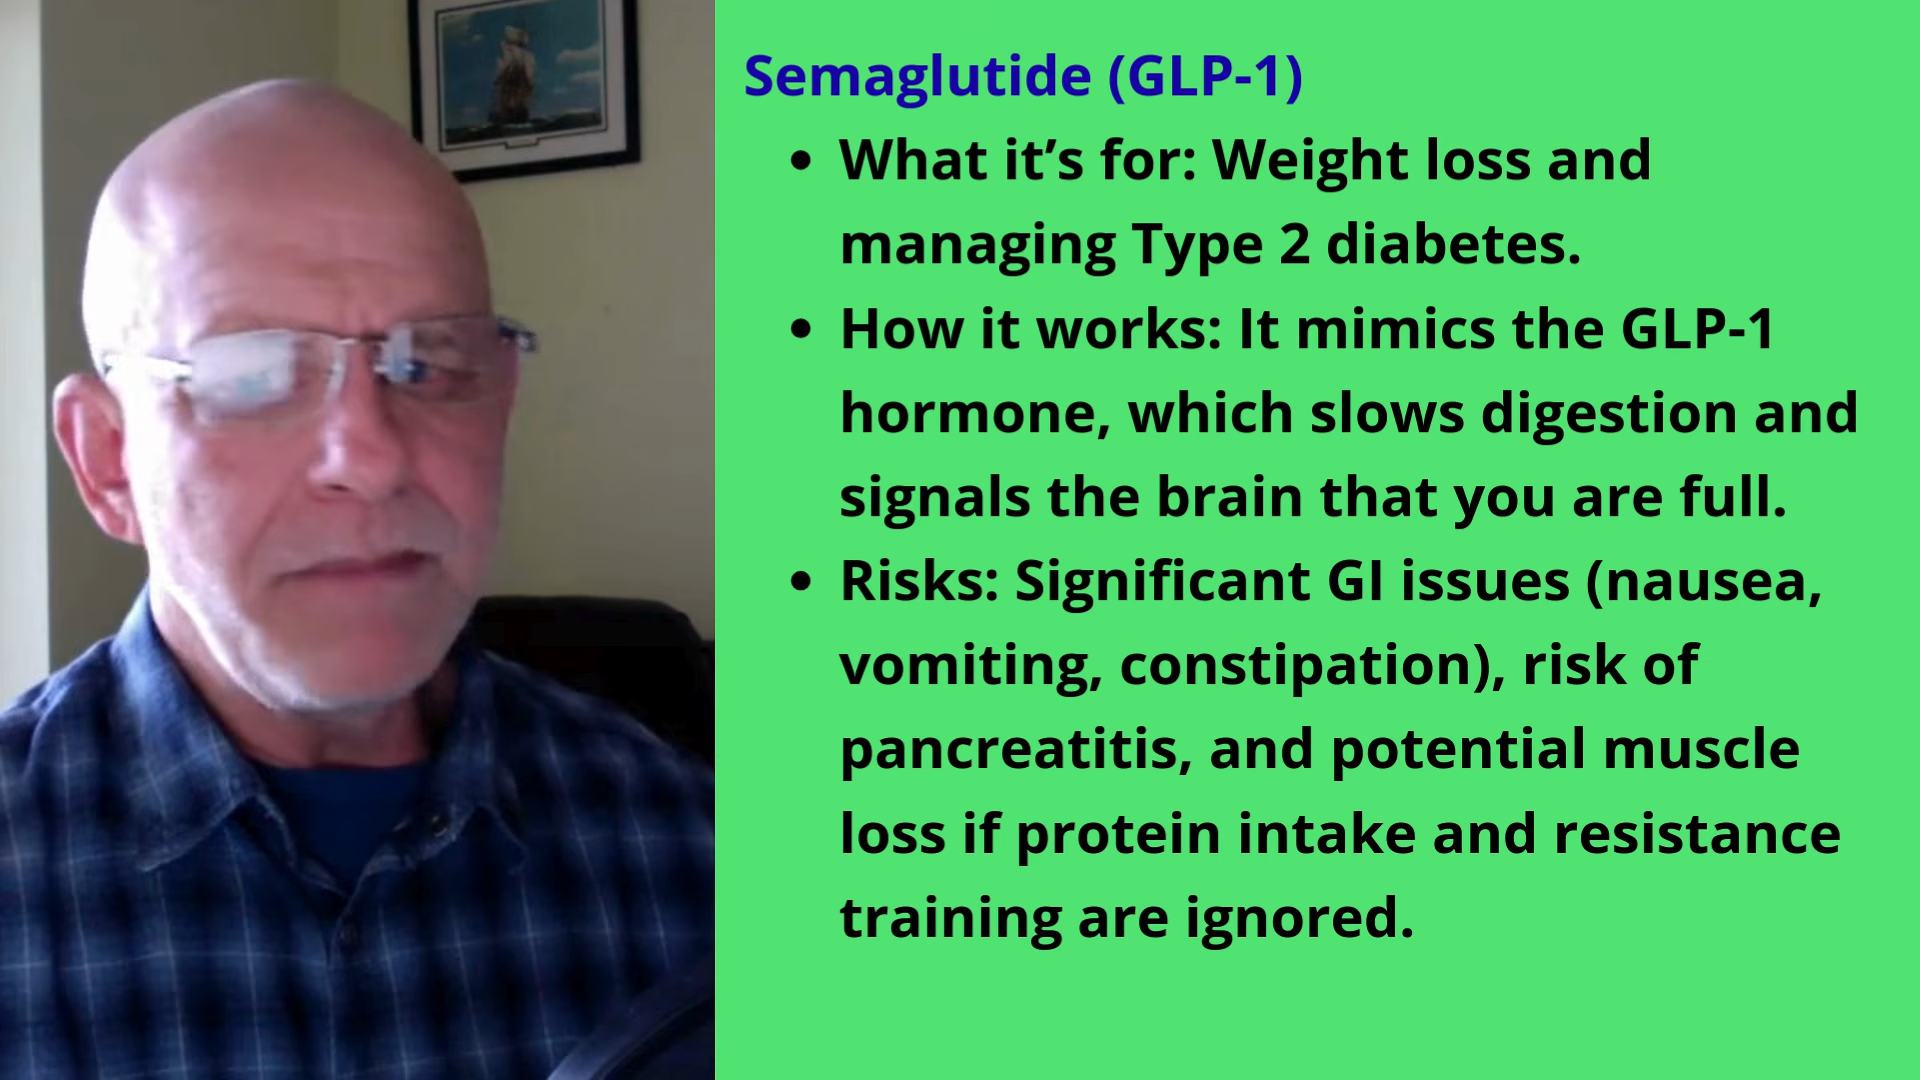 Semaglutide (GLP-1)
• What it’s for: Weight loss and
managing Type 2 diabetes.
• How it works: It mimics the GLP-1
hormone, which slows digestion and
signals the brain that you are full.
• Risks: Significant GI issues (nausea,
vomiting, constipation), risk of
pancreatitis, and potential muscle
loss if protein intake and resistance
training are ignored.